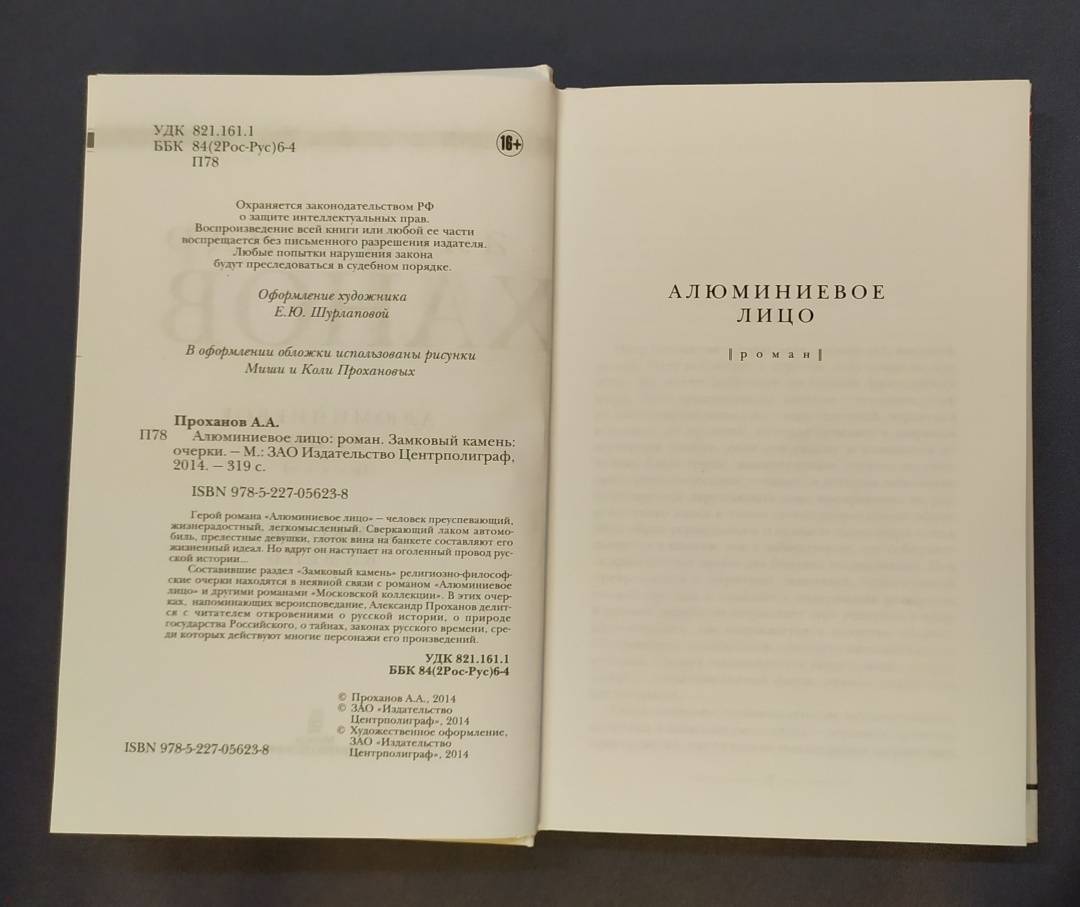 УДК 821.161.1
ББК 84(2Рос-Рус)6-4
П78
16+
Охраняется законодательством РФ
о защите интеллектуальных прав.
Воспроизведение всей книги или любой ее части
воспрещается без письменного разрешения издателя.
Любые попытки нарушения закона
будут преследоваться в судебном порядке.
Оформление художника
Е.Ю. Шурлаповой
В оформлении обложки использованы рисунки
Миши и Коли Прохановых
Проханов А.А.
П78 Алюминиевое лицо: роман. Замковый камень:
очерки. — М.: ЗАО Издательство Центрполиграф,
2014. — 319 с.
ISBN 978-5-227-05623-8
Герой романа «Алюминиевое лицо» — человек преуспевающий,
жизнерадостный, легкомысленный. Сверкающий лаком автомо-
биль, прелестные девушки, глоток вина на банкете составляют его
жизненный идеал. Но вдруг он наступает на оголенный провод рус-
ской истории...
Составившие раздел «Замковый камень» религиозно-философ-
ские очерки находятся в неявной связи с романом «Алюминиевое
лицо» и другими романами «Московской коллекции». В этих очер-
ках, напоминающих вероисповедание, Александр Проханов делит-
ся с читателем откровениями о русской истории, о природе
государства Российского, о тайнах, законах русского времени, сре-
ди которых действуют многие персонажи его произведений.
УДК 821.161.1
ББК 84(2Рос-Рус)6-4
© Проханов А.А., 2014
© ЗАО «Издательство
Центрполиграф», 2014
© Художественное оформление,
ЗАО «Издательство
Центрполиграф», 2014
ISBN 978-5-227-05623-8
АЛЮМИНИЕВОЕ
ЛИЦО
роман